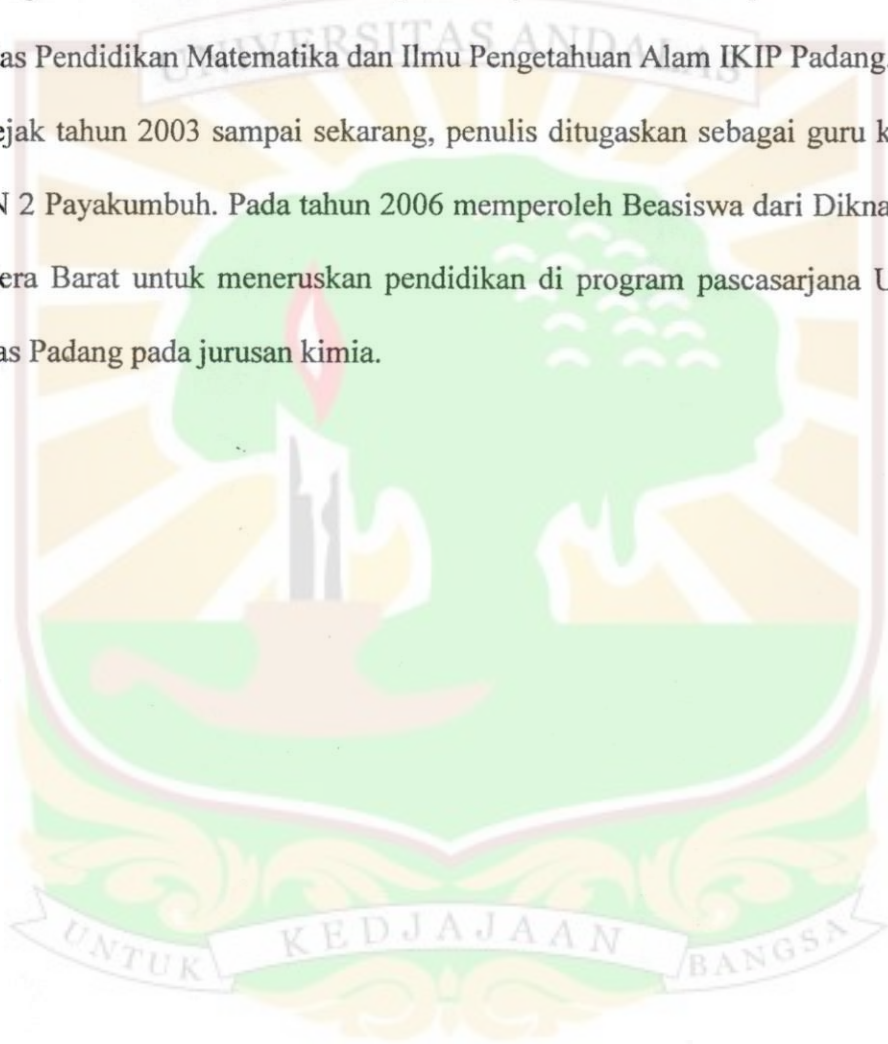 UNIVERSITAS ANDALAS
as Pendidikan Matematika dan Ilmu Pengetahuan Alam IKIP Padang.
ejak tahun 2003 sampai sekarang, penulis ditugaskan sebagai guru k
N 2 Payakumbuh. Pada tahun 2006 memperoleh Beasiswa dari Dikna
era Barat untuk meneruskan pendidikan di program pascasarjana U
as Padang pada jurusan kimia.
UNTUK KEDJAJAAN BANGSA